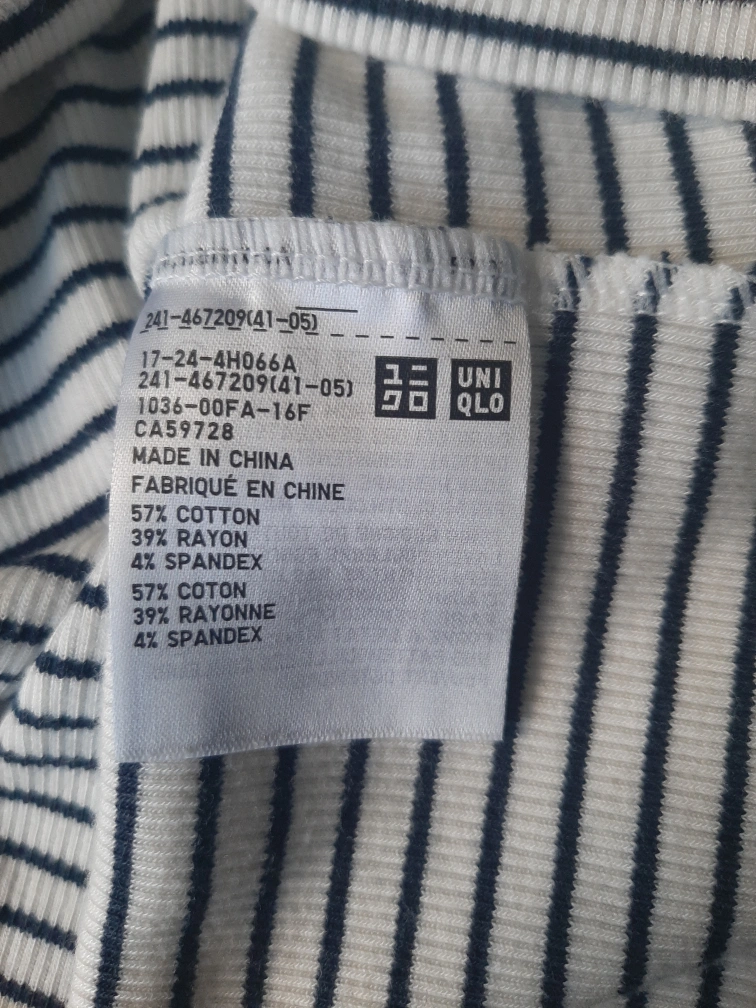 241-467209(41-05)
17-24-4H066A
241-467209(41-05)
1036-00FA-16F
CA59728
ユニ
クロ
UNI
QLO
MADE IN CHINA
FABRIQUÉ EN CHINE
57% COTTON
39% RAYON
4% SPANDEX
57% COTON
39% RAYONNE
4% SPANDEX